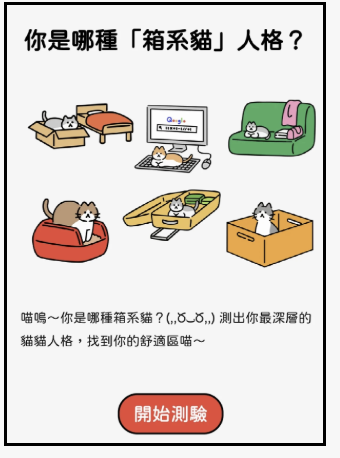 你是哪種「箱系貓」人格？
Google
喵嗚～你是哪種箱系貓？(,,Ծ‿Ծ,,) 測出你最深層的
貓貓人格，找到你的舒適區喵～
開始測驗